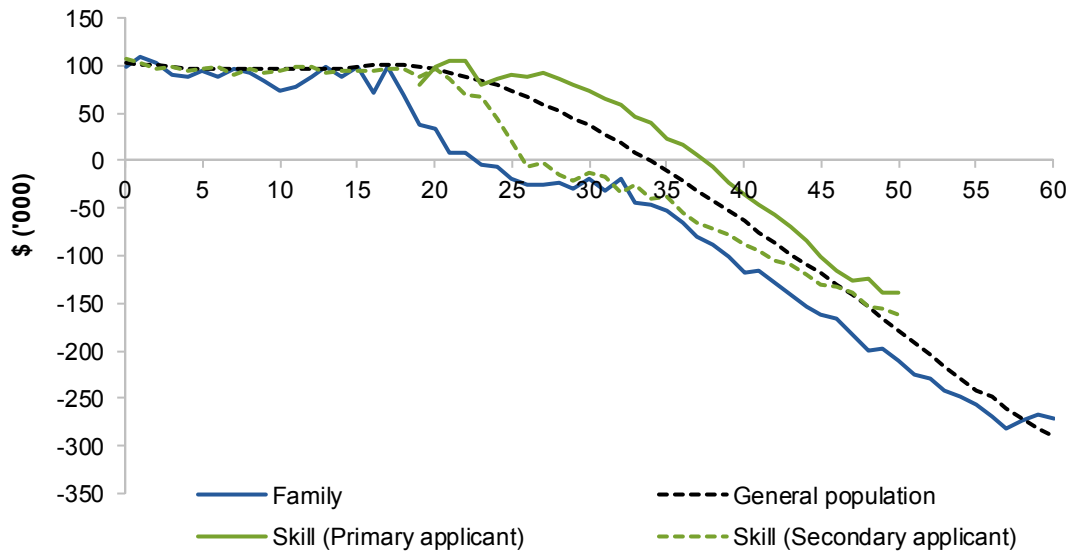 150
100
50
0
-50
-100
-150
-200
-250
-300
-350
$ ('000)
0 5 10 15 20 25 30 35 40 45 50 55 60
Family
General population
Skill (Primary applicant)
Skill (Secondary applicant)